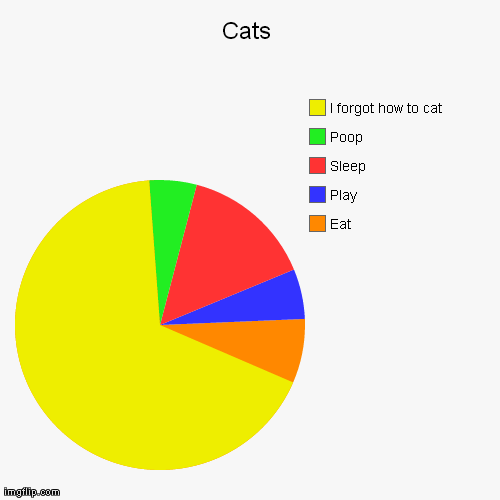 Cats
I forgot how to cat
Poop
Sleep
Play
Eat
imgflip.com